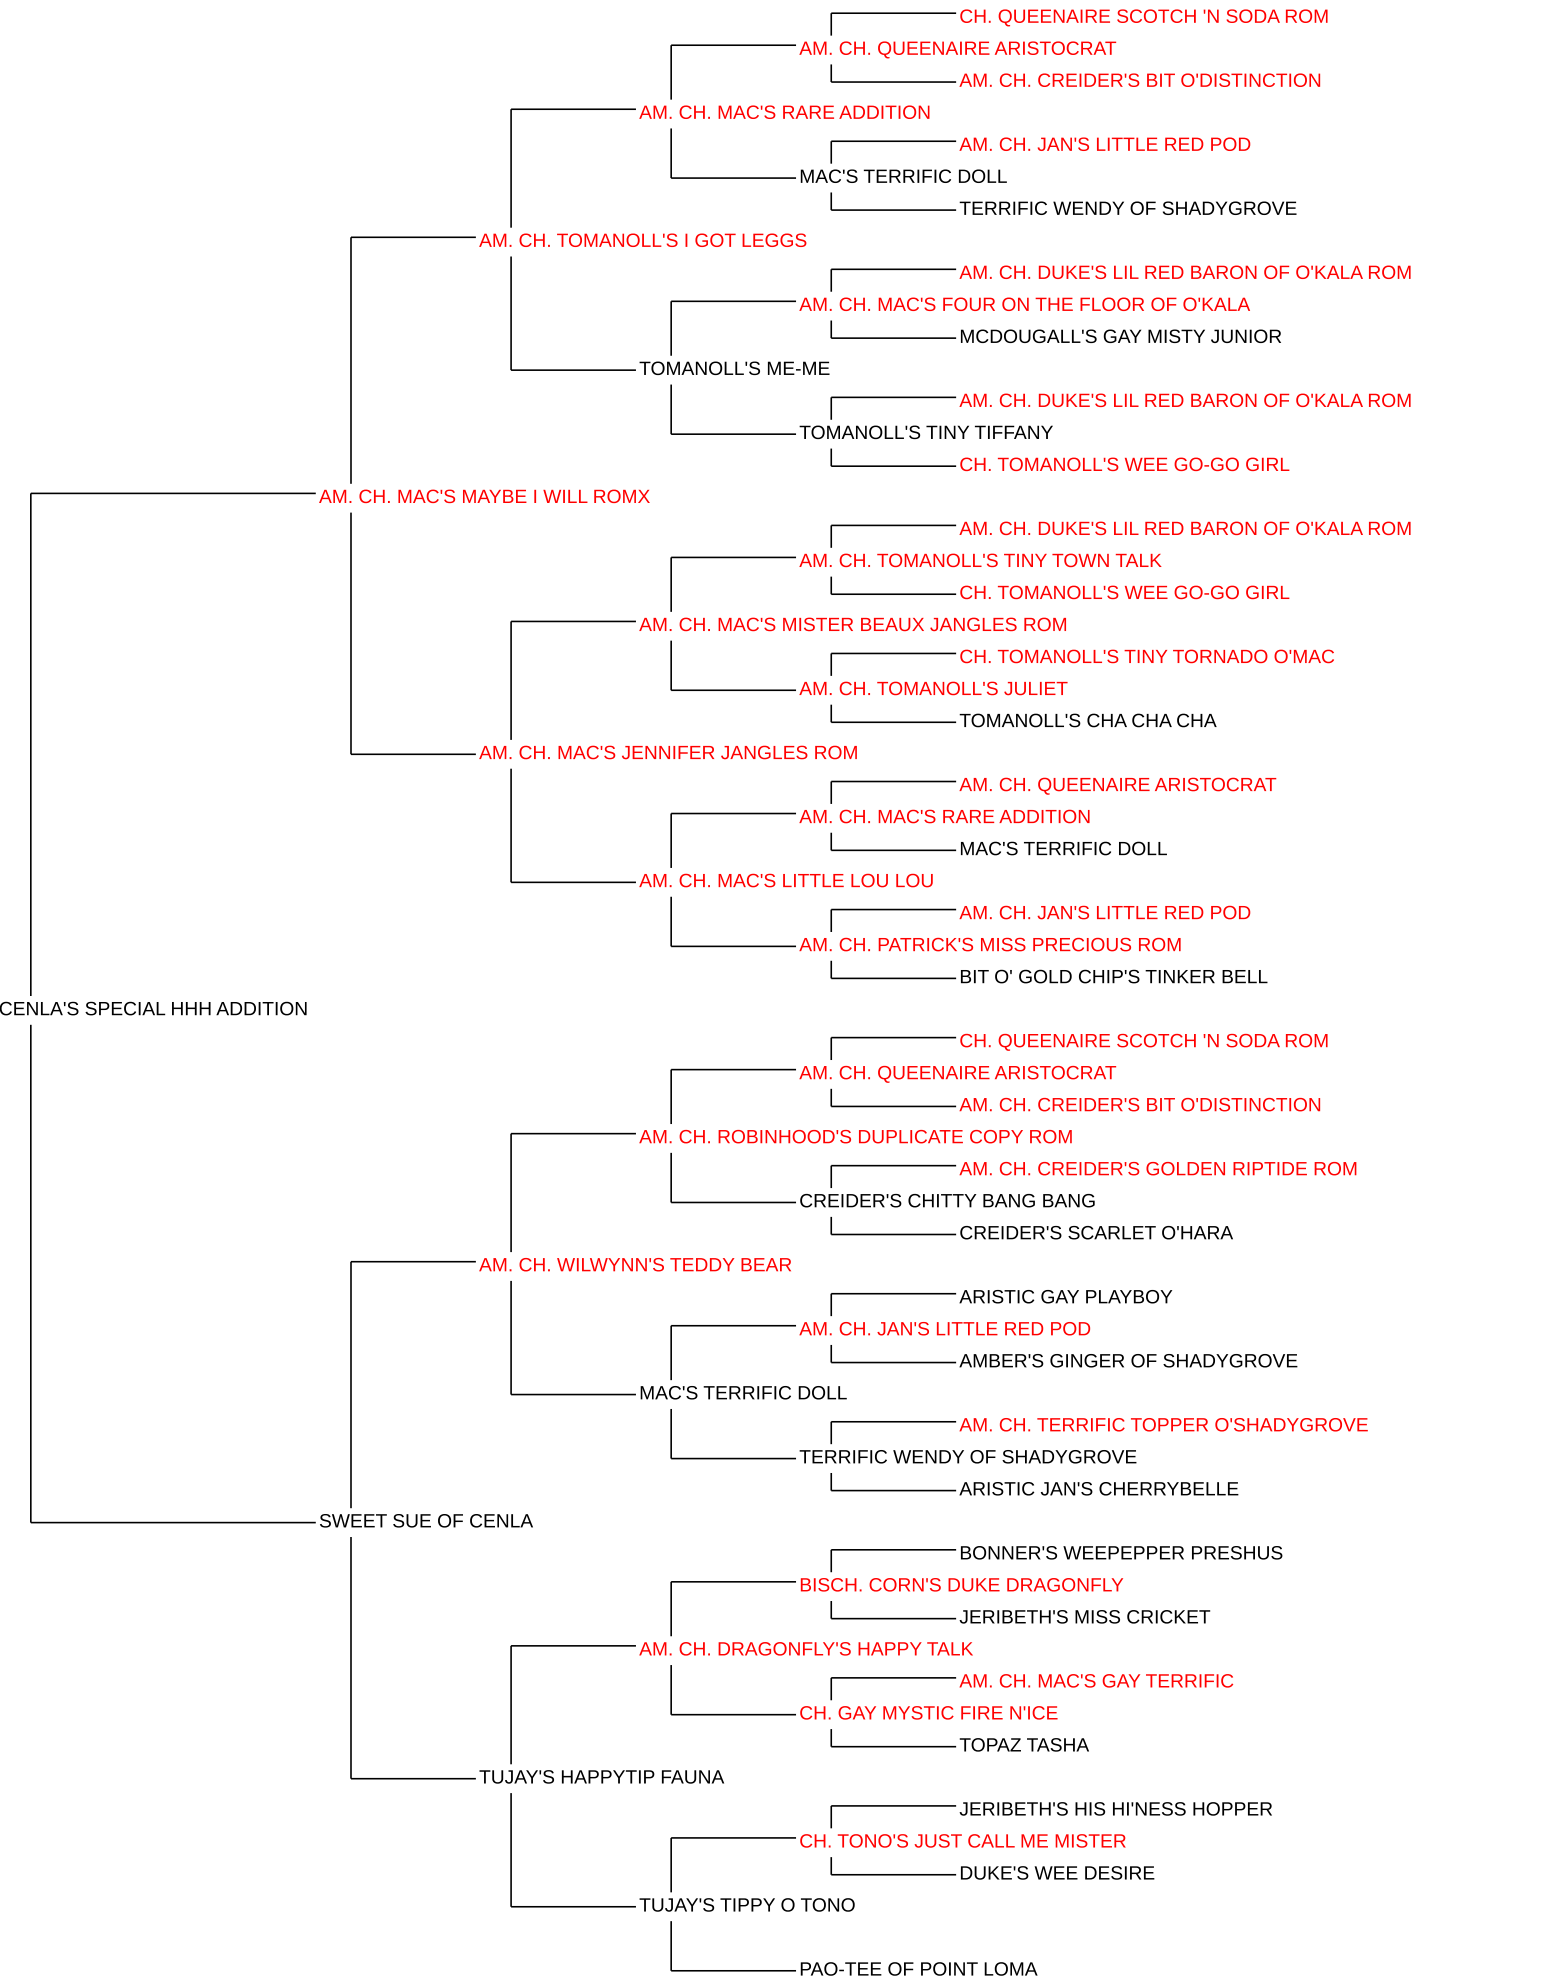 CH. QUEENAIRE SCOTCH 'N SODA ROM
AM. CH. QUEENAIRE ARISTOCRAT
AM. CH. CREIDER'S BIT O'DISTINCTION
AM. CH. MAC'S RARE ADDITION
AM. CH. JAN'S LITTLE RED POD
MAC'S TERRIFIC DOLL
TERRIFIC WENDY OF SHADYGROVE
AM. CH. TOMANOLL'S I GOT LEGGS
AM. CH. DUKE'S LIL RED BARON OF O'KALA ROM
AM. CH. MAC'S FOUR ON THE FLOOR OF O'KALA
MCDOUGALL'S GAY MISTY JUNIOR
TOMANOLL'S ME-ME
AM. CH. DUKE'S LIL RED BARON OF O'KALA ROM
TOMANOLL'S TINY TIFFANY
CH. TOMANOLL'S WEE GO-GO GIRL
AM. CH. MAC'S MAYBE I WILL ROMX
AM. CH. DUKE'S LIL RED BARON OF O'KALA ROM
AM. CH. TOMANOLL'S TINY TOWN TALK
CH. TOMANOLL'S WEE GO-GO GIRL
AM. CH. MAC'S MISTER BEAUX JANGLES ROM
CH. TOMANOLL'S TINY TORNADO O'MAC
AM. CH. TOMANOLL'S JULIET
TOMANOLL'S CHA CHA CHA
AM. CH. MAC'S JENNIFER JANGLES ROM
AM. CH. QUEENAIRE ARISTOCRAT
AM. CH. MAC'S RARE ADDITION
MAC'S TERRIFIC DOLL
AM. CH. MAC'S LITTLE LOU LOU
AM. CH. JAN'S LITTLE RED POD
AM. CH. PATRICK'S MISS PRECIOUS ROM
BIT O' GOLD CHIP'S TINKER BELL
CENLA'S SPECIAL HHH ADDITION
CH. QUEENAIRE SCOTCH 'N SODA ROM
AM. CH. QUEENAIRE ARISTOCRAT
AM. CH. CREIDER'S BIT O'DISTINCTION
AM. CH. ROBINHOOD'S DUPLICATE COPY ROM
AM. CH. CREIDER'S GOLDEN RIPTIDE ROM
CREIDER'S CHITTY BANG BANG
CREIDER'S SCARLET O'HARA
AM. CH. WILWYNN'S TEDDY BEAR
ARISTIC GAY PLAYBOY
AM. CH. JAN'S LITTLE RED POD
AMBER'S GINGER OF SHADYGROVE
MAC'S TERRIFIC DOLL
AM. CH. TERRIFIC TOPPER O'SHADYGROVE
TERRIFIC WENDY OF SHADYGROVE
ARISTIC JAN'S CHERRYBELLE
SWEET SUE OF CENLA
BONNER'S WEEPEPPER PRESHUS
BISCH. CORN'S DUKE DRAGONFLY
JERIBETH'S MISS CRICKET
AM. CH. DRAGONFLY'S HAPPY TALK
AM. CH. MAC'S GAY TERRIFIC
CH. GAY MYSTIC FIRE N'ICE
TOPAZ TASHA
TUJAY'S HAPPYTIP FAUNA
JERIBETH'S HIS HI'NESS HOPPER
CH. TONO'S JUST CALL ME MISTER
DUKE'S WEE DESIRE
TUJAY'S TIPPY O TONO
PAO-TEE OF POINT LOMA